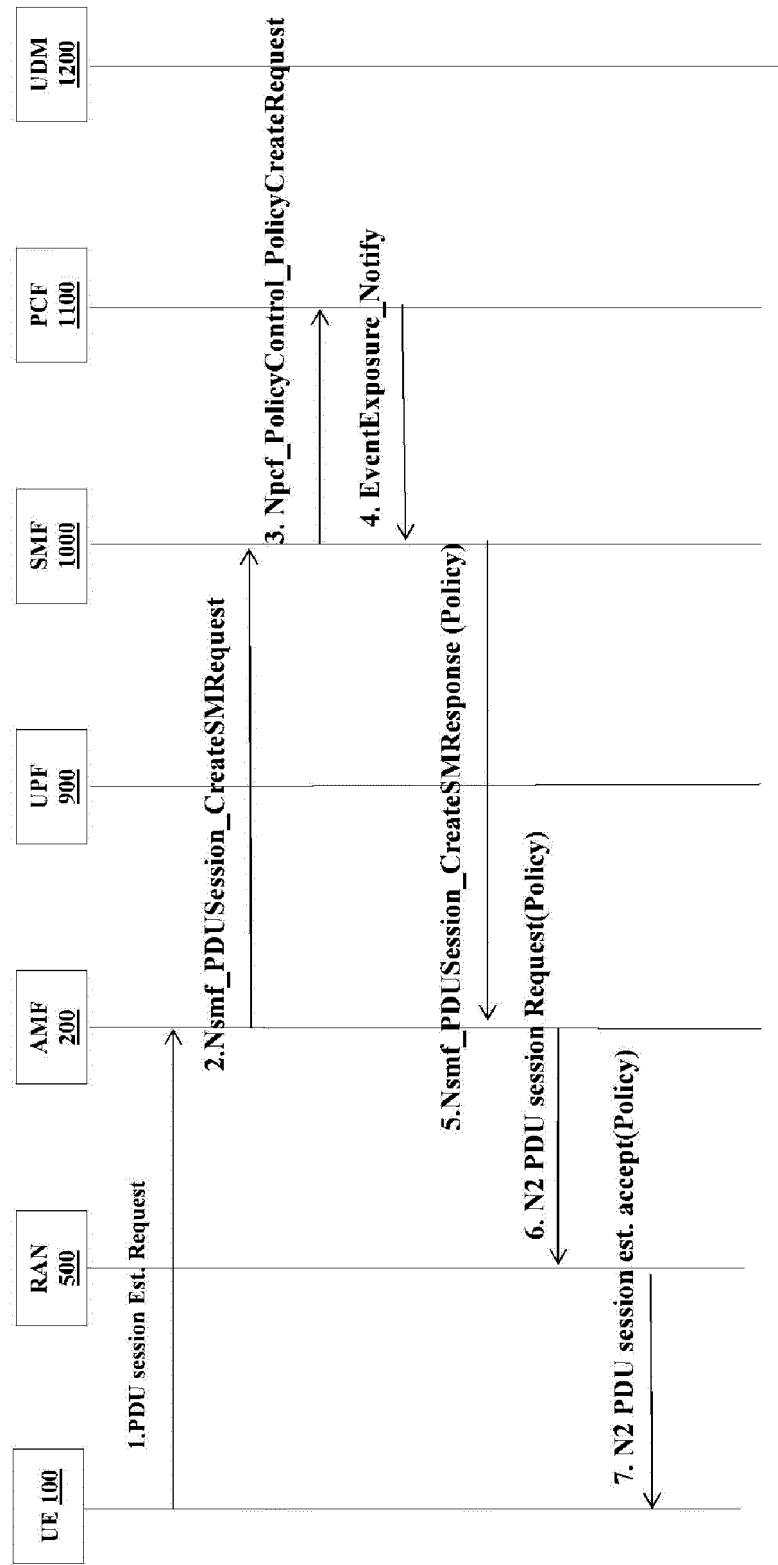 UE 100
RAN
500
AMF
200
UPF
900
SMF
1000
PCF
1100
UDM
1200
1.PDU session Est. Request
2.Nsmf_PDUSession_CreateSMRequest
3. Npcf_PolicyControl_PolicyCreateRequest
4. EventExposure_Notify
5.Nsmf_PDUSession_CreateSMResponse (Policy)
6. N2 PDU session Request(Policy)
7. N2 PDU session est. accept(Policy)